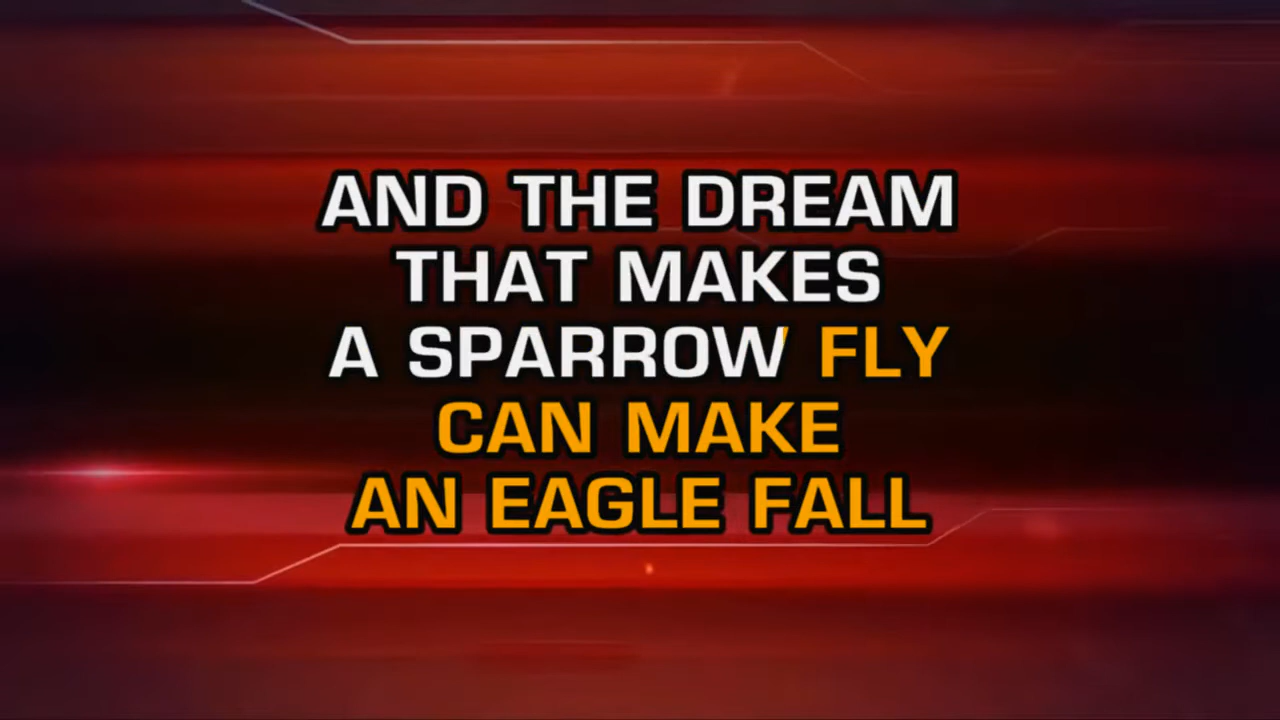 AND THE DREAM
THAT MAKES
A SPARROW FLY
CAN MAKE
AN EAGLE FALL